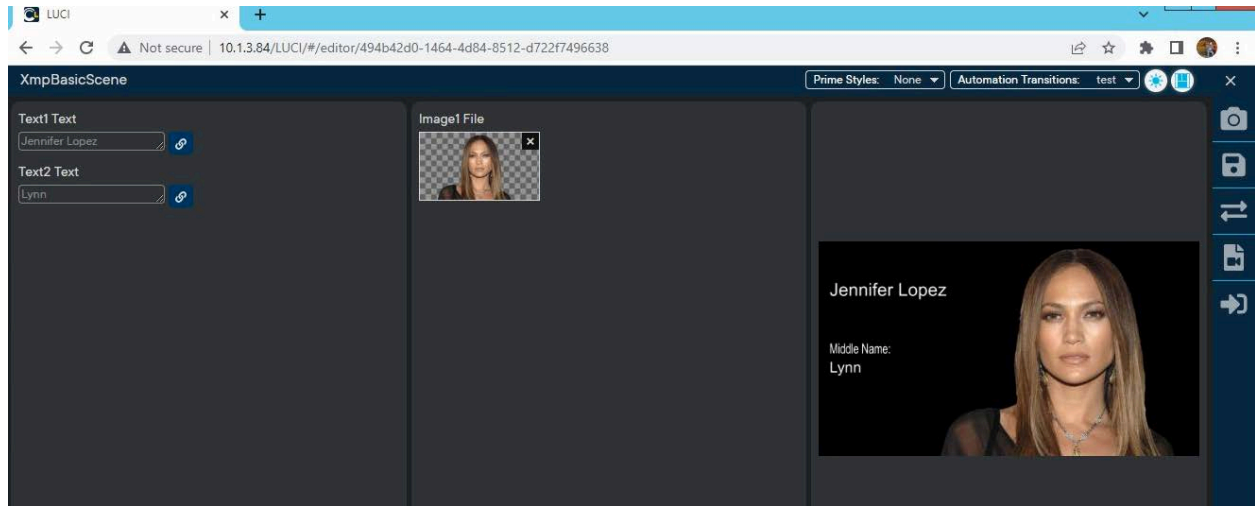 LUCI
Not secure 10.1.3.84/LUCI/#/editor/494b42d0-1464-4d84-8512-d722f7496638
XmpBasicScene
Prime Styles: None
Automation Transitions: test
Text1 Text
Jennifer Lopez
Text2 Text
Lynn
Image1 File
Jennifer Lopez
Middle Name:
Lynn